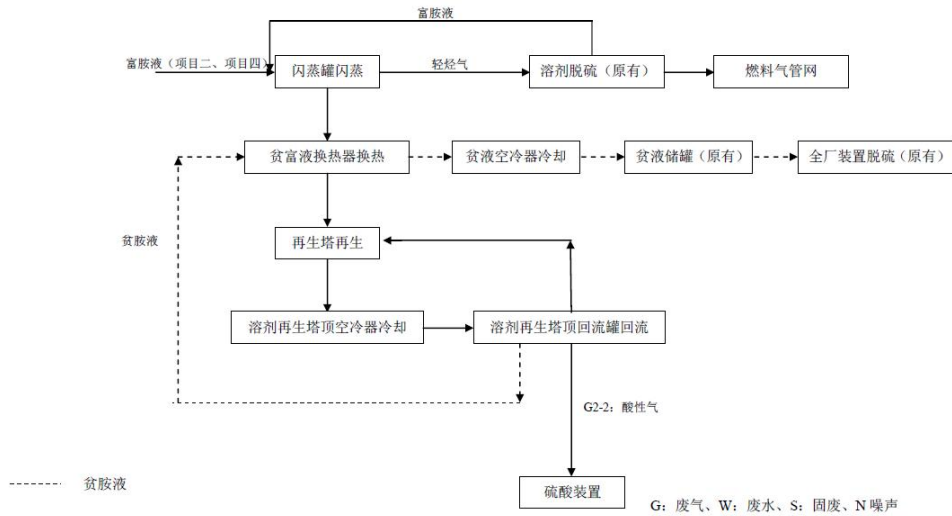 富胺液
富胺液（项目二、项目四）
闪蒸罐闪蒸
轻烃气
溶剂脱硫（原有）
燃料气管网
贫富液换热器换热
贫液空冷器冷却
贫液储罐（原有）
全厂装置脱硫（原有）
贫胺液
再生塔再生
溶剂再生塔顶空冷器冷却
溶剂再生塔顶回流罐回流
G2-2：酸性气
贫胺液
硫酸装置
G：废气、W：废水、S：固废、N 噪声